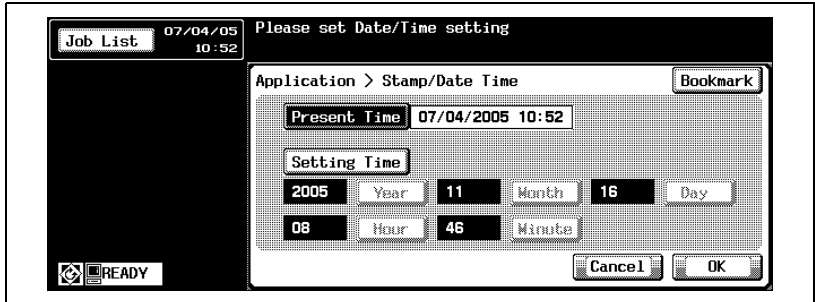 Job List 07/04/05 10:52
Please set Date/Time setting
Application > Stamp/Date Time Bookmark
Present Time 07/04/2005 10:52
Setting Time
2005 Year 11 Month 16 Day
08 Hour 46 Minute
READY
Cancel OK